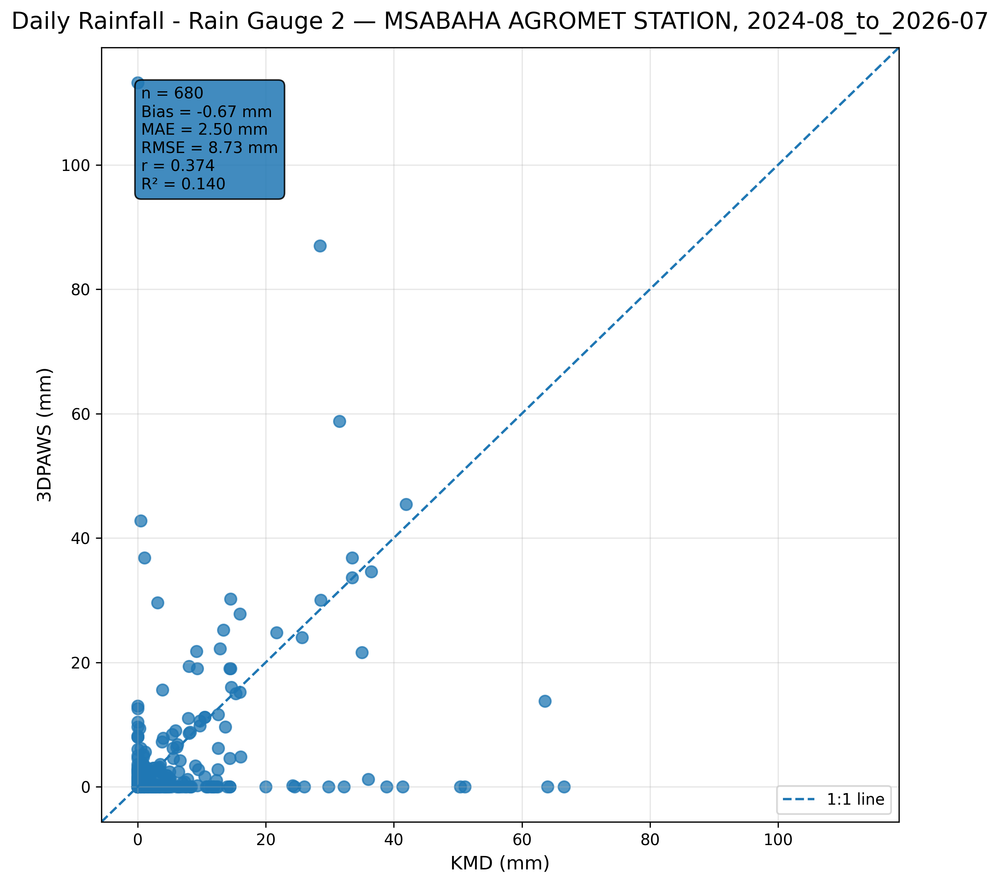 Daily Rainfall - Rain Gauge 2 — MSABAHA AGROMET STATION, 2024-08_to_2026-07
n = 680
Bias = -0.67 mm
MAE = 2.50 mm
RMSE = 8.73 mm
r = 0.374
R² = 0.140
100
80
60
40
20
0
3DPAWS (mm)
1:1 line
0 20 40 60 80 100
KMD (mm)